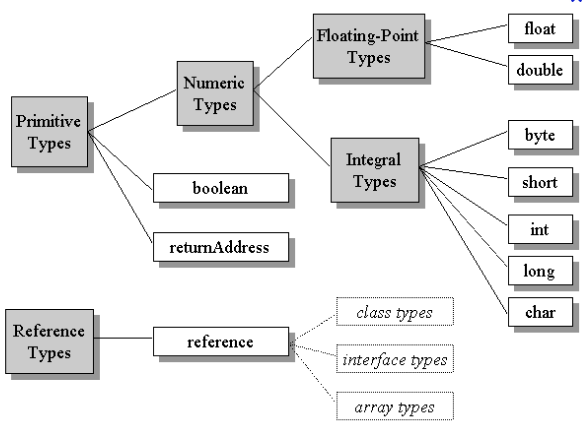 Floating-Point
Types
float
double
Numeric
Types
Primitive
Types
Integral
Types
byte
short
int
long
char
boolean
returnAddress
Reference
Types
reference
class types
interface types
array types